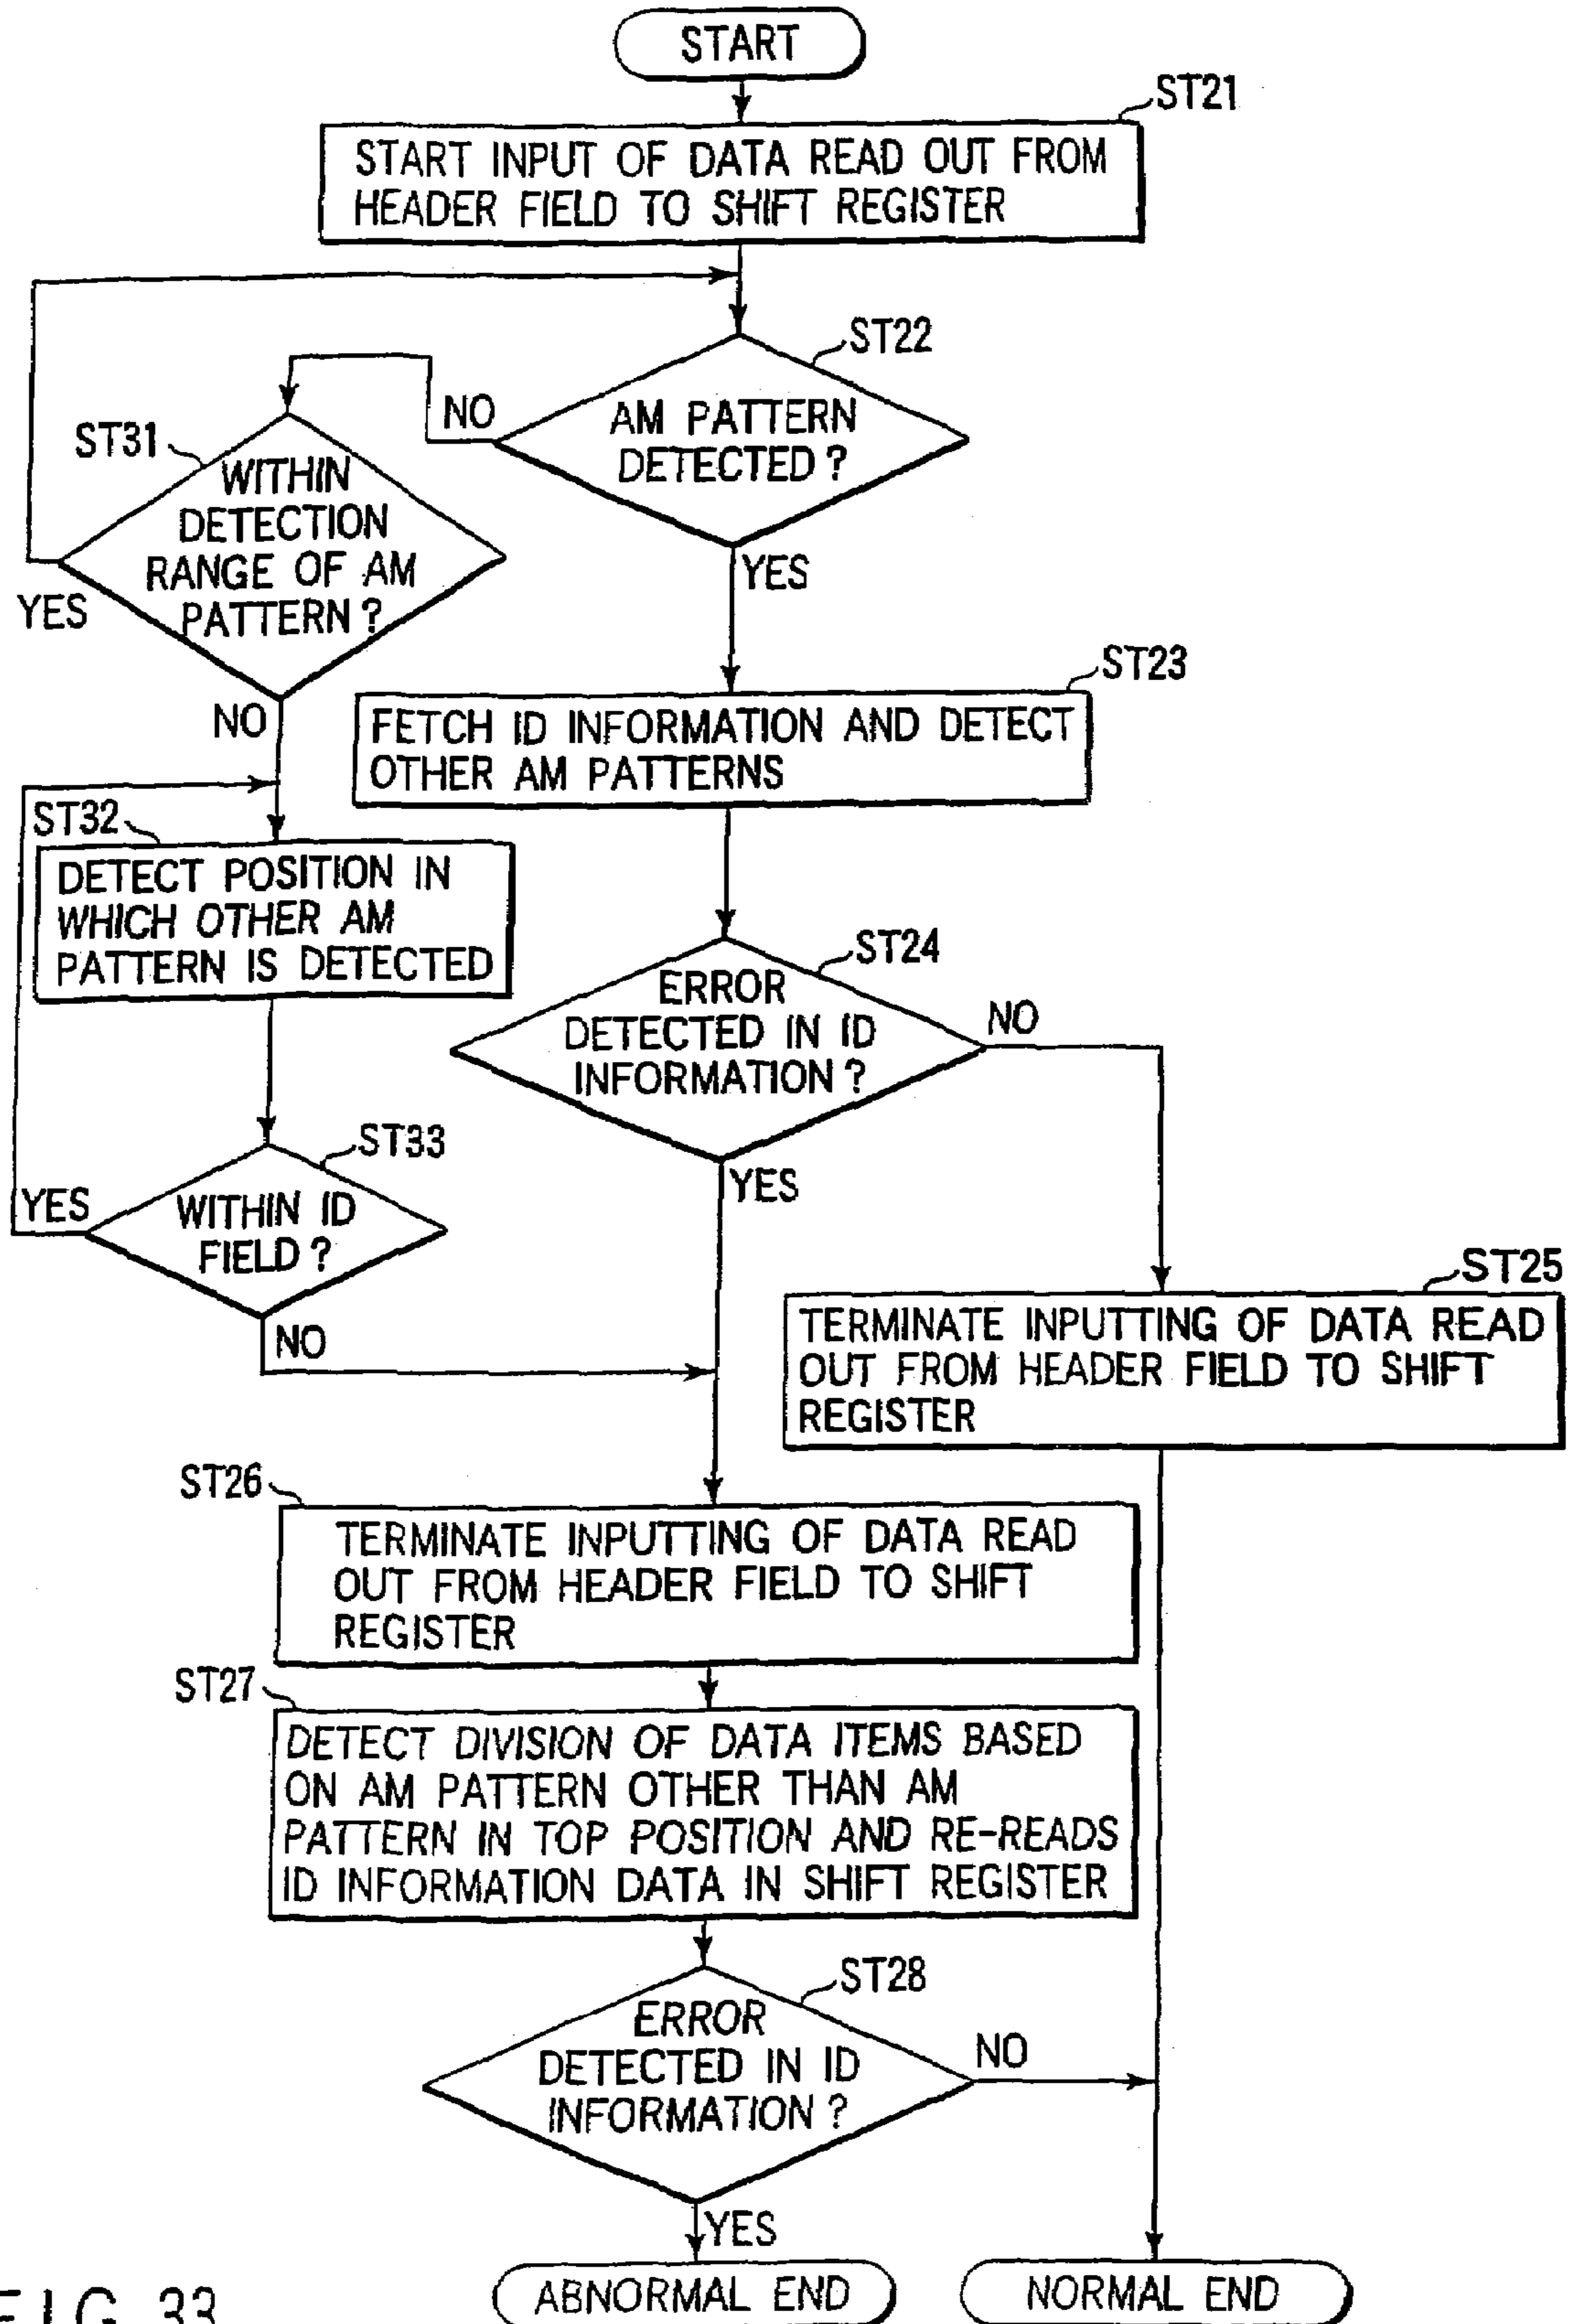 START
ST21
START INPUT OF DATA READ OUT FROM
HEADER FIELD TO SHIFT REGISTER
ST22
AM PATTERN
DETECTED?
NO
YES
ST31
WITHIN
DETECTION
RANGE OF AM
PATTERN?
YES
NO
ST23
FETCH ID INFORMATION AND DETECT
OTHER AM PATTERNS
ST32
DETECT POSITION IN
WHICH OTHER AM
PATTERN IS DETECTED
ST24
ERROR
DETECTED IN ID
INFORMATION?
NO
YES
ST33
WITHIN ID
FIELD?
YES
NO
ST25
TERMINATE INPUTTING OF DATA READ
OUT FROM HEADER FIELD TO SHIFT
REGISTER
ST26
TERMINATE INPUTTING OF DATA READ
OUT FROM HEADER FIELD TO SHIFT
REGISTER
ST27
DETECT DIVISION OF DATA ITEMS BASED
ON AM PATTERN OTHER THAN AM
PATTERN IN TOP POSITION AND RE-READS
ID INFORMATION DATA IN SHIFT REGISTER
ST28
ERROR
DETECTED IN ID
INFORMATION?
NO
YES
ABNORMAL END
NORMAL END
FIG. 33